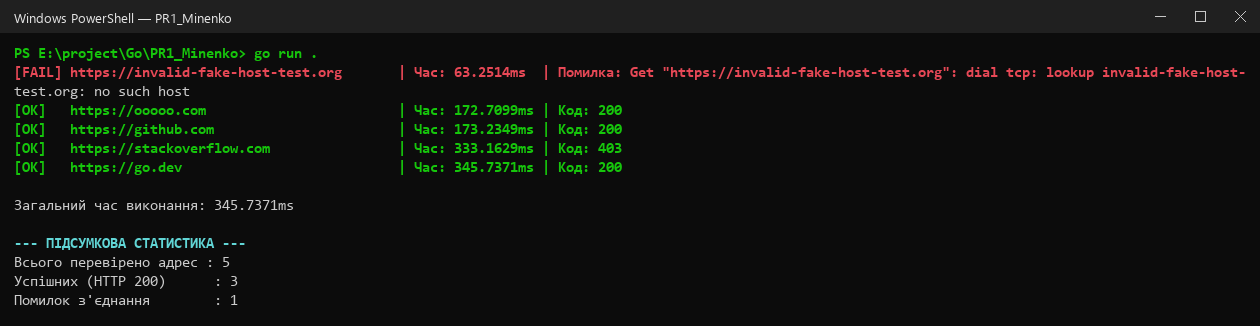 Windows PowerShell — PR1_Minenko
PS E:\project\Go\PR1_Minenko> go run .
[FAIL] https://invalid-fake-host-test.org       | Час: 63.2514ms  | Помилка: Get "https://invalid-fake-host-test.org": dial tcp: lookup invalid-fake-host-
test.org: no such host
[OK]   https://ooooo.com                        | Час: 172.7099ms | Код: 200
[OK]   https://github.com                       | Час: 173.2349ms | Код: 200
[OK]   https://stackoverflow.com                | Час: 333.1629ms | Код: 403
[OK]   https://go.dev                           | Час: 345.7371ms | Код: 200
Загальний час виконання: 345.7371ms
--- ПІДСУМКОВА СТАТИСТИКА ---
Всього перевірено адрес : 5
Успішних (HTTP 200)      : 3
Помилок з'єднання        : 1